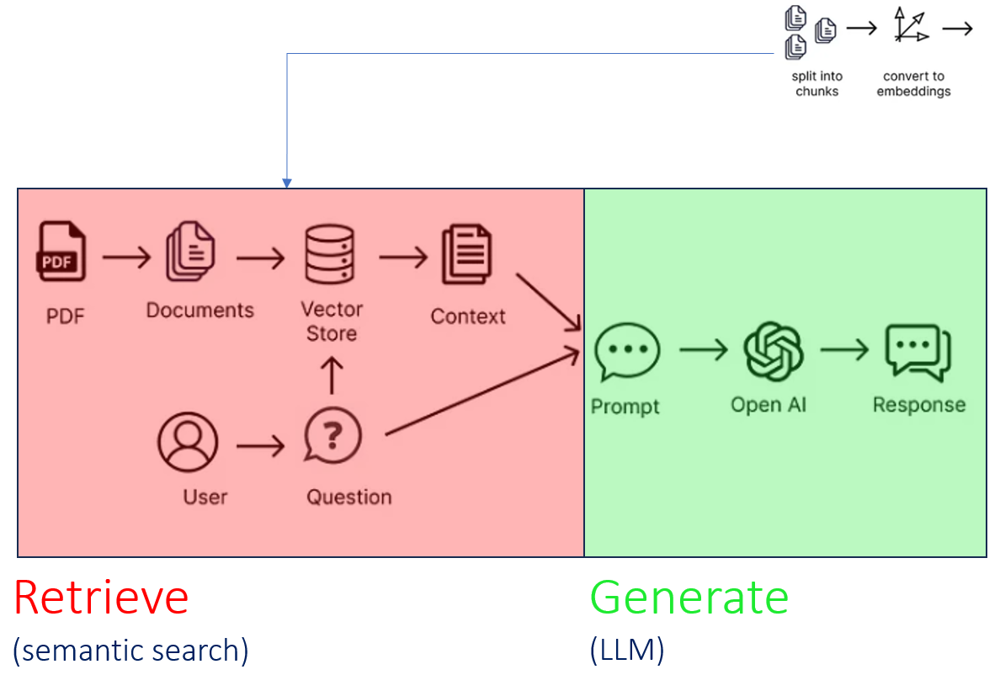 split into
chunks
convert to
embeddings
PDF
PDF
Documents
Vector
Store
Context
User
Question
Prompt
Open AI
Response
Retrieve
(semantic search)
Generate
(LLM)